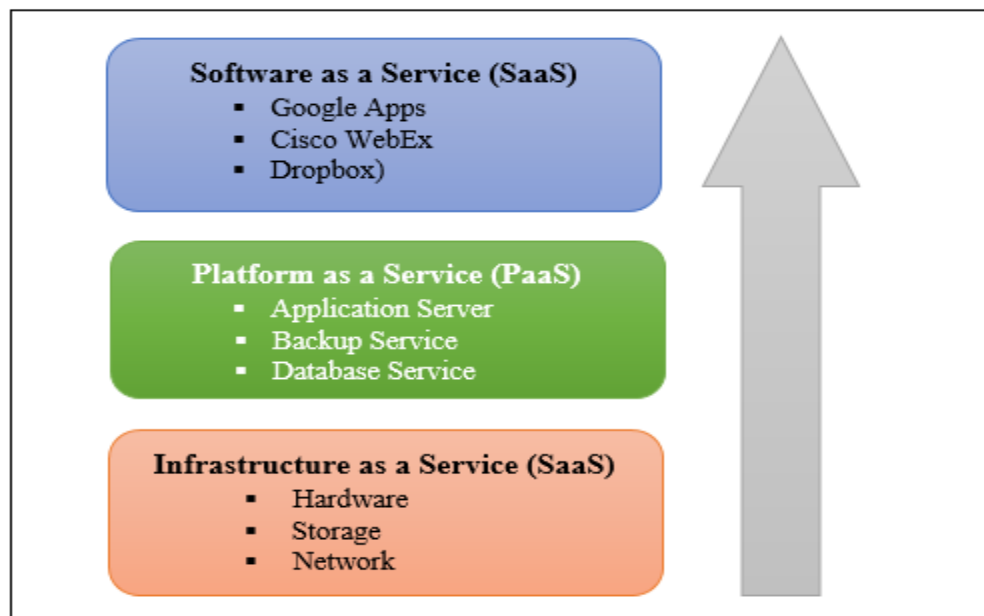 Software as a Service (SaaS)
▪ Google Apps
▪ Cisco WebEx
▪ Dropbox)
Platform as a Service (PaaS)
▪ Application Server
▪ Backup Service
▪ Database Service
Infrastructure as a Service (SaaS)
▪ Hardware
▪ Storage
▪ Network